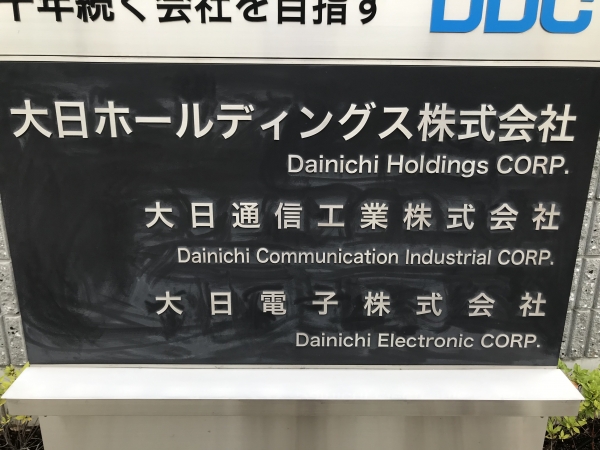 千年続く会社を目指す DDC
大日ホールディングス株式会社
Dainichi Holdings CORP.
大日通信工業株式会社
Dainichi Communication Industrial CORP.
大日電子株式会社
Dainichi Electronic CORP.